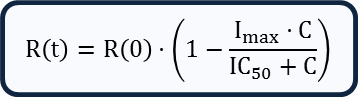 R(t) = R(0) · (1 − I_max · C / IC_50 + C)